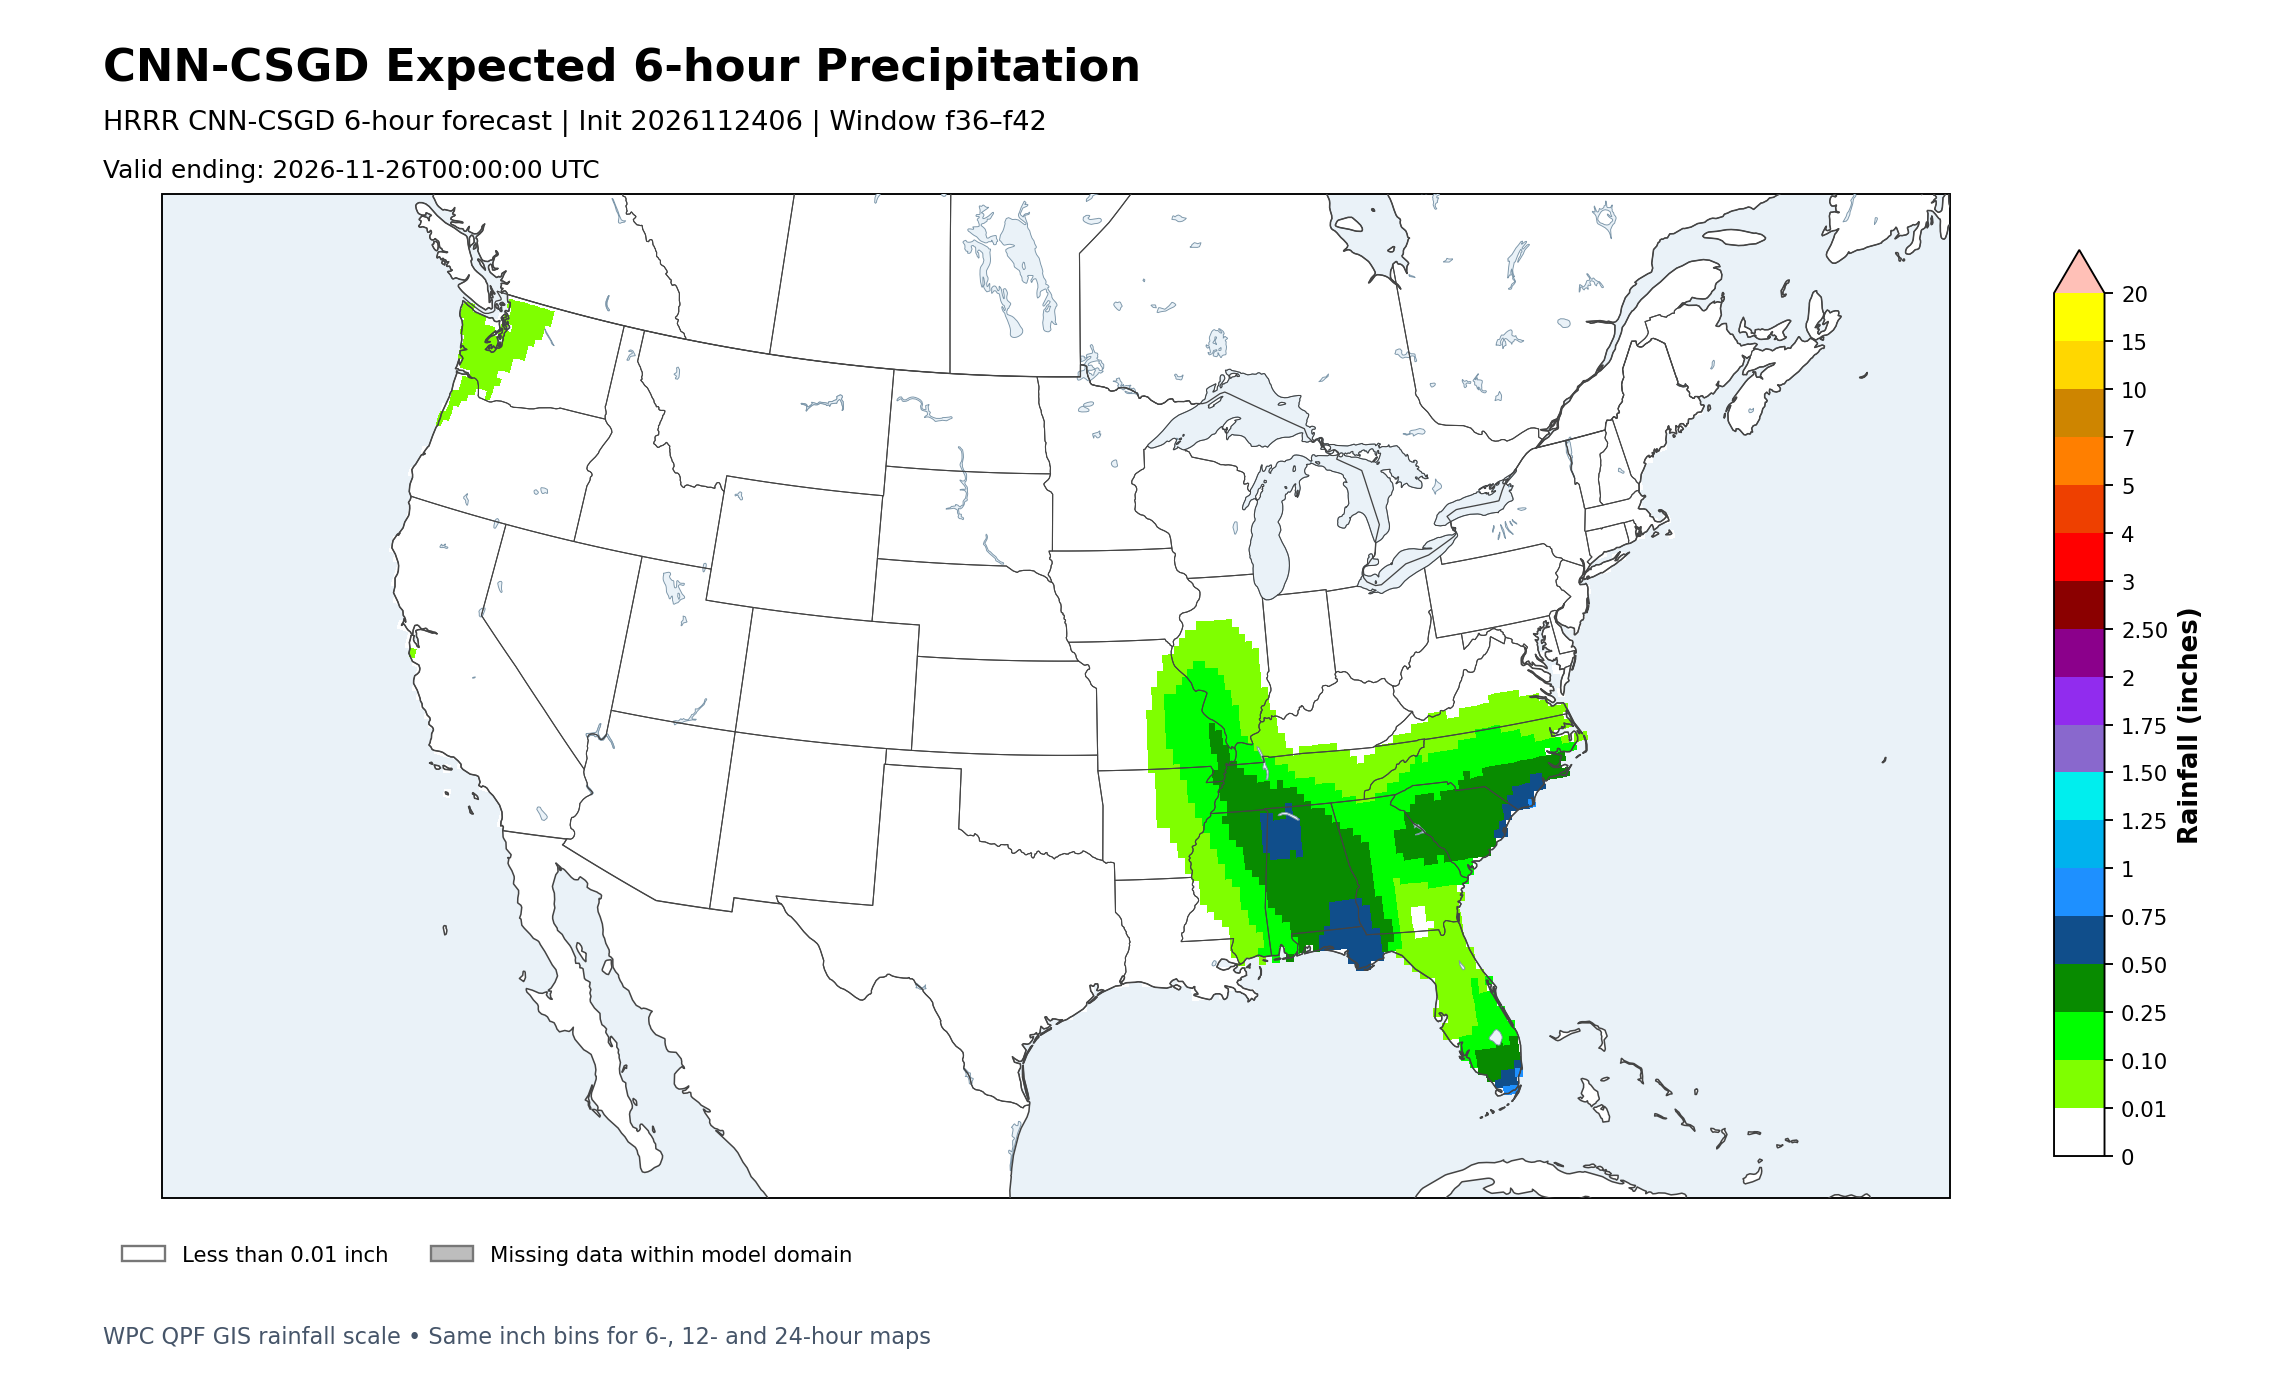 CNN-CSGD Expected 6-hour Precipitation
HRRR CNN-CSGD 6-hour forecast | Init 2026112406 | Window f36–f42
Valid ending: 2026-11-26T00:00:00 UTC
20
15
10
7
5
4
3
2.50
2
1.75
1.50
1.25
1
0.75
0.50
0.25
0.10
0.01
0
Rainfall (inches)
Less than 0.01 inch
Missing data within model domain
WPC QPF GIS rainfall scale • Same inch bins for 6-, 12- and 24-hour maps